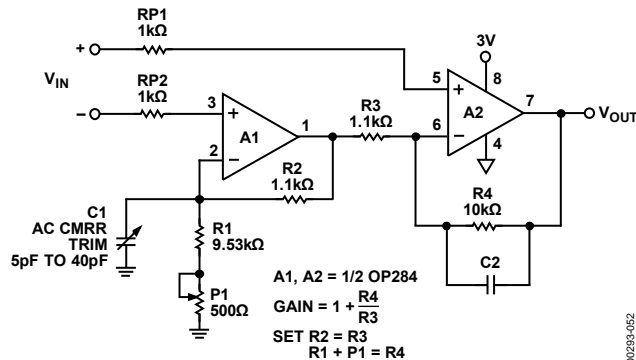 RP1
1kΩ
+
V_IN
RP2
1kΩ
−
3
+
A1
1
2
−
R2
1.1kΩ
R3
1.1kΩ
3V
5
+
8
A2
7
V_OUT
6
−
4
R4
10kΩ
C2
C1
AC CMRR
TRIM
5pF TO 40pF
R1
9.53kΩ
P1
500Ω
A1, A2 = 1/2 OP284
GAIN = 1 + R4/R3
SET R2 = R3
R1 + P1 = R4
00293-052